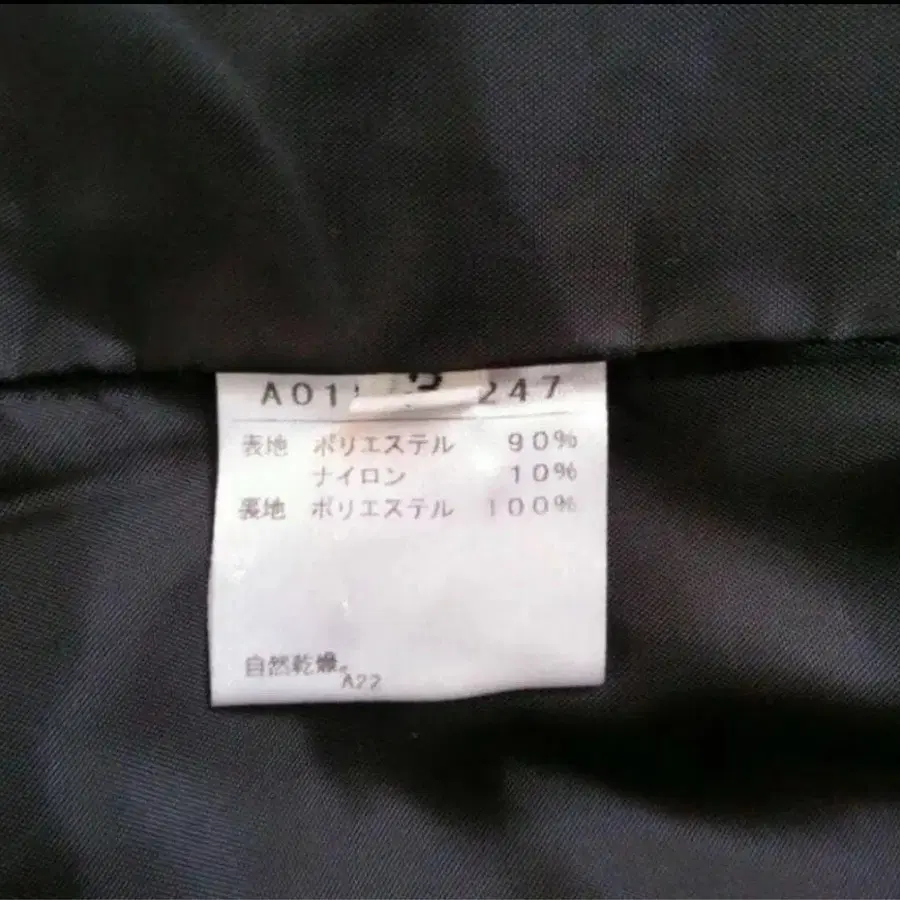 247
表地 ポリエステル 90%
ナイロン 10%
裏地 ポリエステル 100%
自然乾燥。
A22